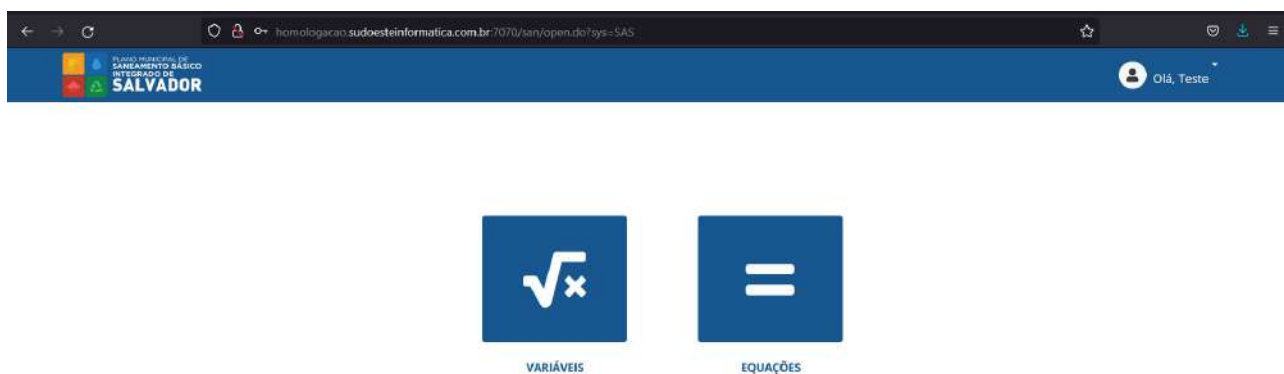 homologacao.sudoesteinformatica.com.br:7070/san/open.do?sys=SAS
PLANO MUNICIPAL DE
SANEAMENTO BÁSICO
INTEGRADO DE
SALVADOR
Olá, Teste
VARIÁVEIS
EQUAÇÕES